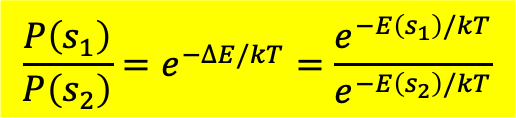 P(s₁)/P(s₂) = e^(−ΔE/kT) = e^(−E(s₁)/kT)/e^(−E(s₂)/kT)